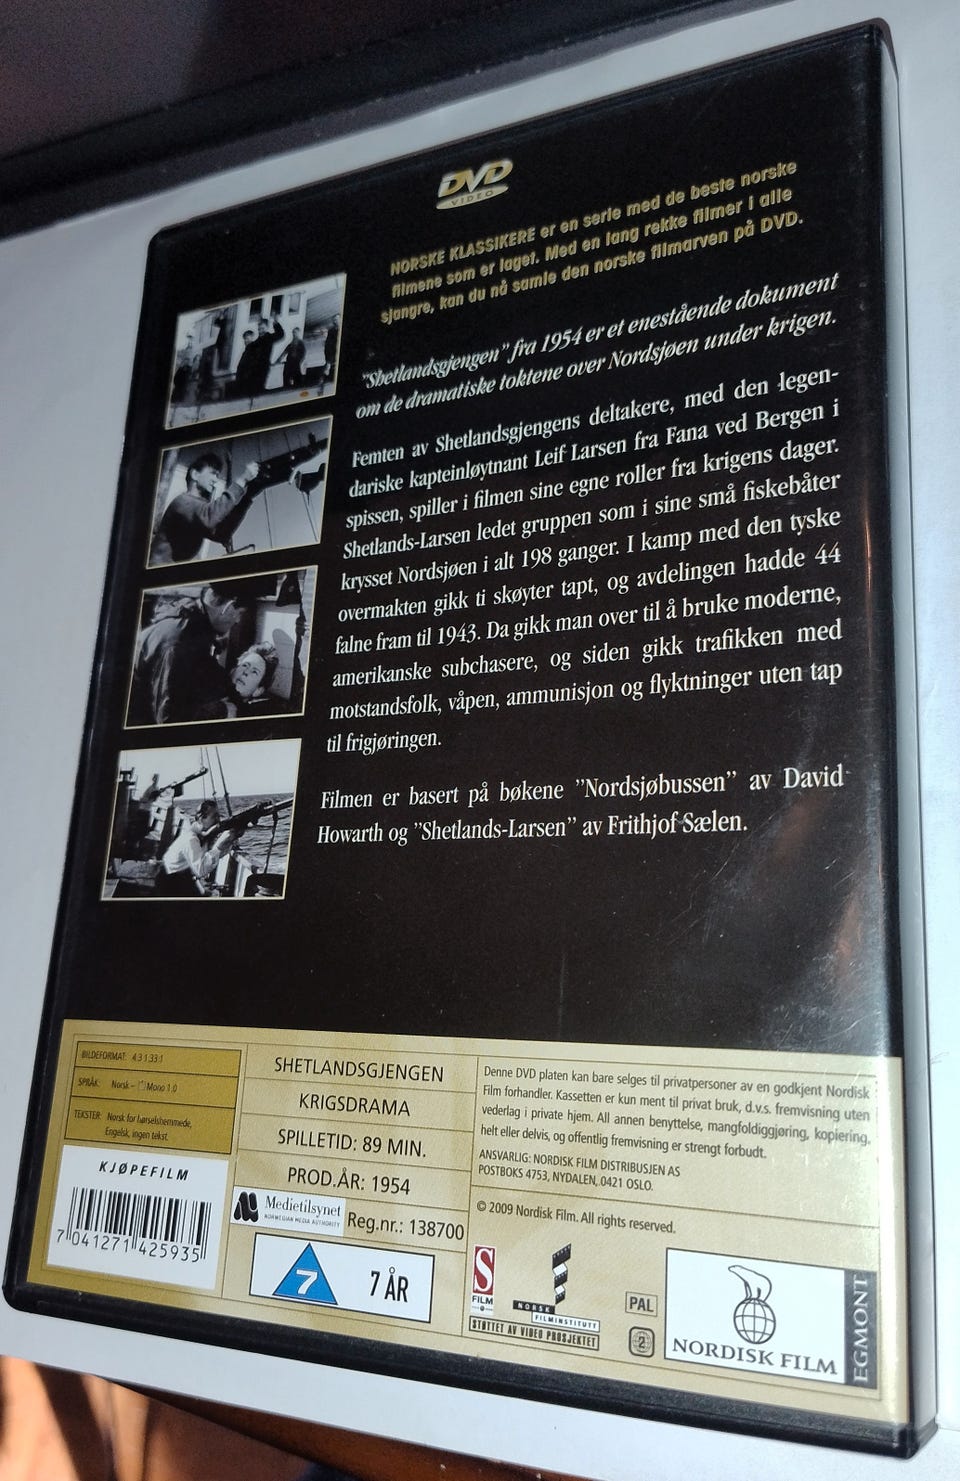 DVD
VIDEO
NORSKE KLASSIKERE er en serie med de beste norske
filmene som er laget. Med en lang rekke filmer i alle
sjangre, kan du nå samle den norske filmarven på DVD.
"Shetlandsgjengen" fra 1954 er et enestående dokument
om de dramatiske toktene over Nordsjøen under krigen.
Femten av Shetlandsgjengens deltakere, med den legen-
dariske kapteinløytnant Leif Larsen fra Fana ved Bergen i
spissen, spiller i filmen sine egne roller fra krigens dager.
Shetlands-Larsen ledet gruppen som i sine små fiskebåter
krysset Nordsjøen i alt 198 ganger. I kamp med den tyske
overmakten gikk ti skøyter tapt, og avdelingen hadde 44
falne fram til 1943. Da gikk man over til å bruke moderne,
amerikanske subchasere, og siden gikk trafikken med
motstandsfolk, våpen, ammunisjon og flyktninger uten tap
til frigjøringen.
Filmen er basert på bøkene "Nordsjøbussen" av David
Howarth og "Shetlands-Larsen" av Frithjof Sælen.
BILDEFORMAT: 4:3 1.33:1
SPRÅK: Norsk – Mono 1.0
TEKSTER: Norsk for hørselshemmede,
Engelsk, ingen tekst.
KJØPEFILM
7 041271 425935
SHETLANDSGJENGEN
KRIGSDRAMA
SPILLETID: 89 MIN.
PROD.ÅR: 1954
Medietilsynet
NORWEGIAN MEDIA AUTHORITY
Reg.nr.: 138700
7 7 ÅR
Denne DVD platen kan bare selges til privatpersoner av en godkjent Nordisk
Film forhandler. Kassetten er kun ment til privat bruk, d.v.s. fremvisning uten
vederlag i private hjem. All annen benyttelse, mangfoldiggjøring, kopiering,
helt eller delvis, og offentlig fremvisning er strengt forbudt.
ANSVARLIG: NORDISK FILM DISTRIBUSJEN AS
POSTBOKS 4753, NYDALEN, 0421 OSLO.
© 2009 Nordisk Film. All rights reserved.
S
FILM
NORSK
FILMINSTITUTT
STØTTET AV VIDEO PROSJEKTET
PAL
2
NORDISK FILM
EGMONT